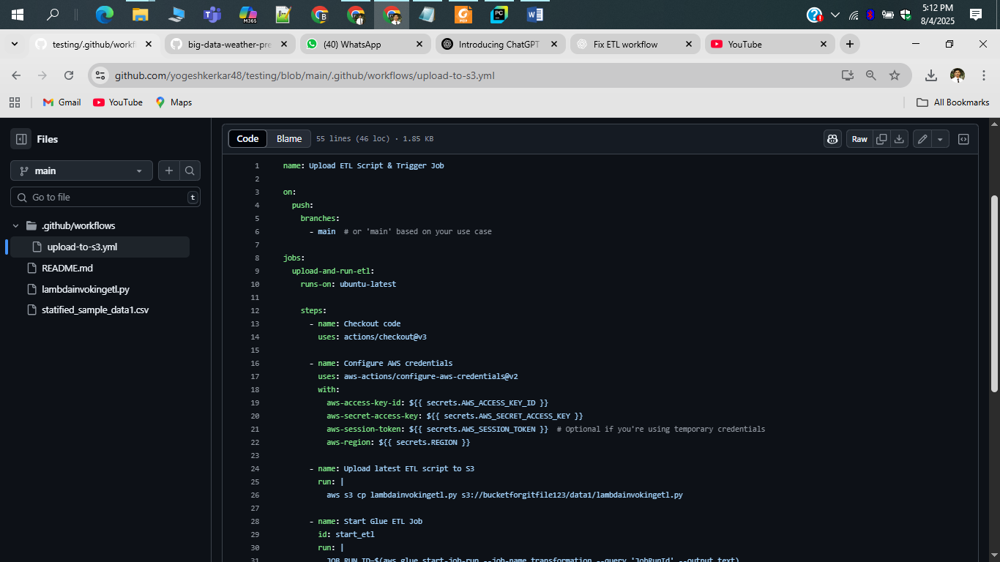 5:12 PM
8/4/2025
M365
PDF
PC
testing/.github/workf
big-data-weather-pre
(40) WhatsApp
Introducing ChatGPT
Fix ETL workflow
YouTube
github.com/yogeshkerkar48/testing/blob/main/.github/workflows/upload-to-s3.yml
Gmail
YouTube
Maps
All Bookmarks
Files
main
Go to file
t
.github/workflows
upload-to-s3.yml
README.md
lambdainvokingetl.py
statified_sample_data1.csv
Code
Blame
55 lines (46 loc) · 1.85 KB
Raw
1 name: Upload ETL Script & Trigger Job
2
3 on:
4 push:
5 branches:
6 - main # or 'main' based on your use case
7
8 jobs:
9 upload-and-run-etl:
10 runs-on: ubuntu-latest
11
12 steps:
13 - name: Checkout code
14 uses: actions/checkout@v3
15
16 - name: Configure AWS credentials
17 uses: aws-actions/configure-aws-credentials@v2
18 with:
19 aws-access-key-id: ${{ secrets.AWS_ACCESS_KEY_ID }}
20 aws-secret-access-key: ${{ secrets.AWS_SECRET_ACCESS_KEY }}
21 aws-session-token: ${{ secrets.AWS_SESSION_TOKEN }} # Optional if you're using temporary credentials
22 aws-region: ${{ secrets.REGION }}
23
24 - name: Upload latest ETL script to S3
25 run: |
26 aws s3 cp lambdainvokingetl.py s3://bucketforgitfile123/data1/lambdainvokingetl.py
27
28 - name: Start Glue ETL Job
29 id: start_etl
30 run: |
31 JOB_RUN_ID=$(aws glue start-job-run --job-name transformation --query 'JobRunId' --output text)